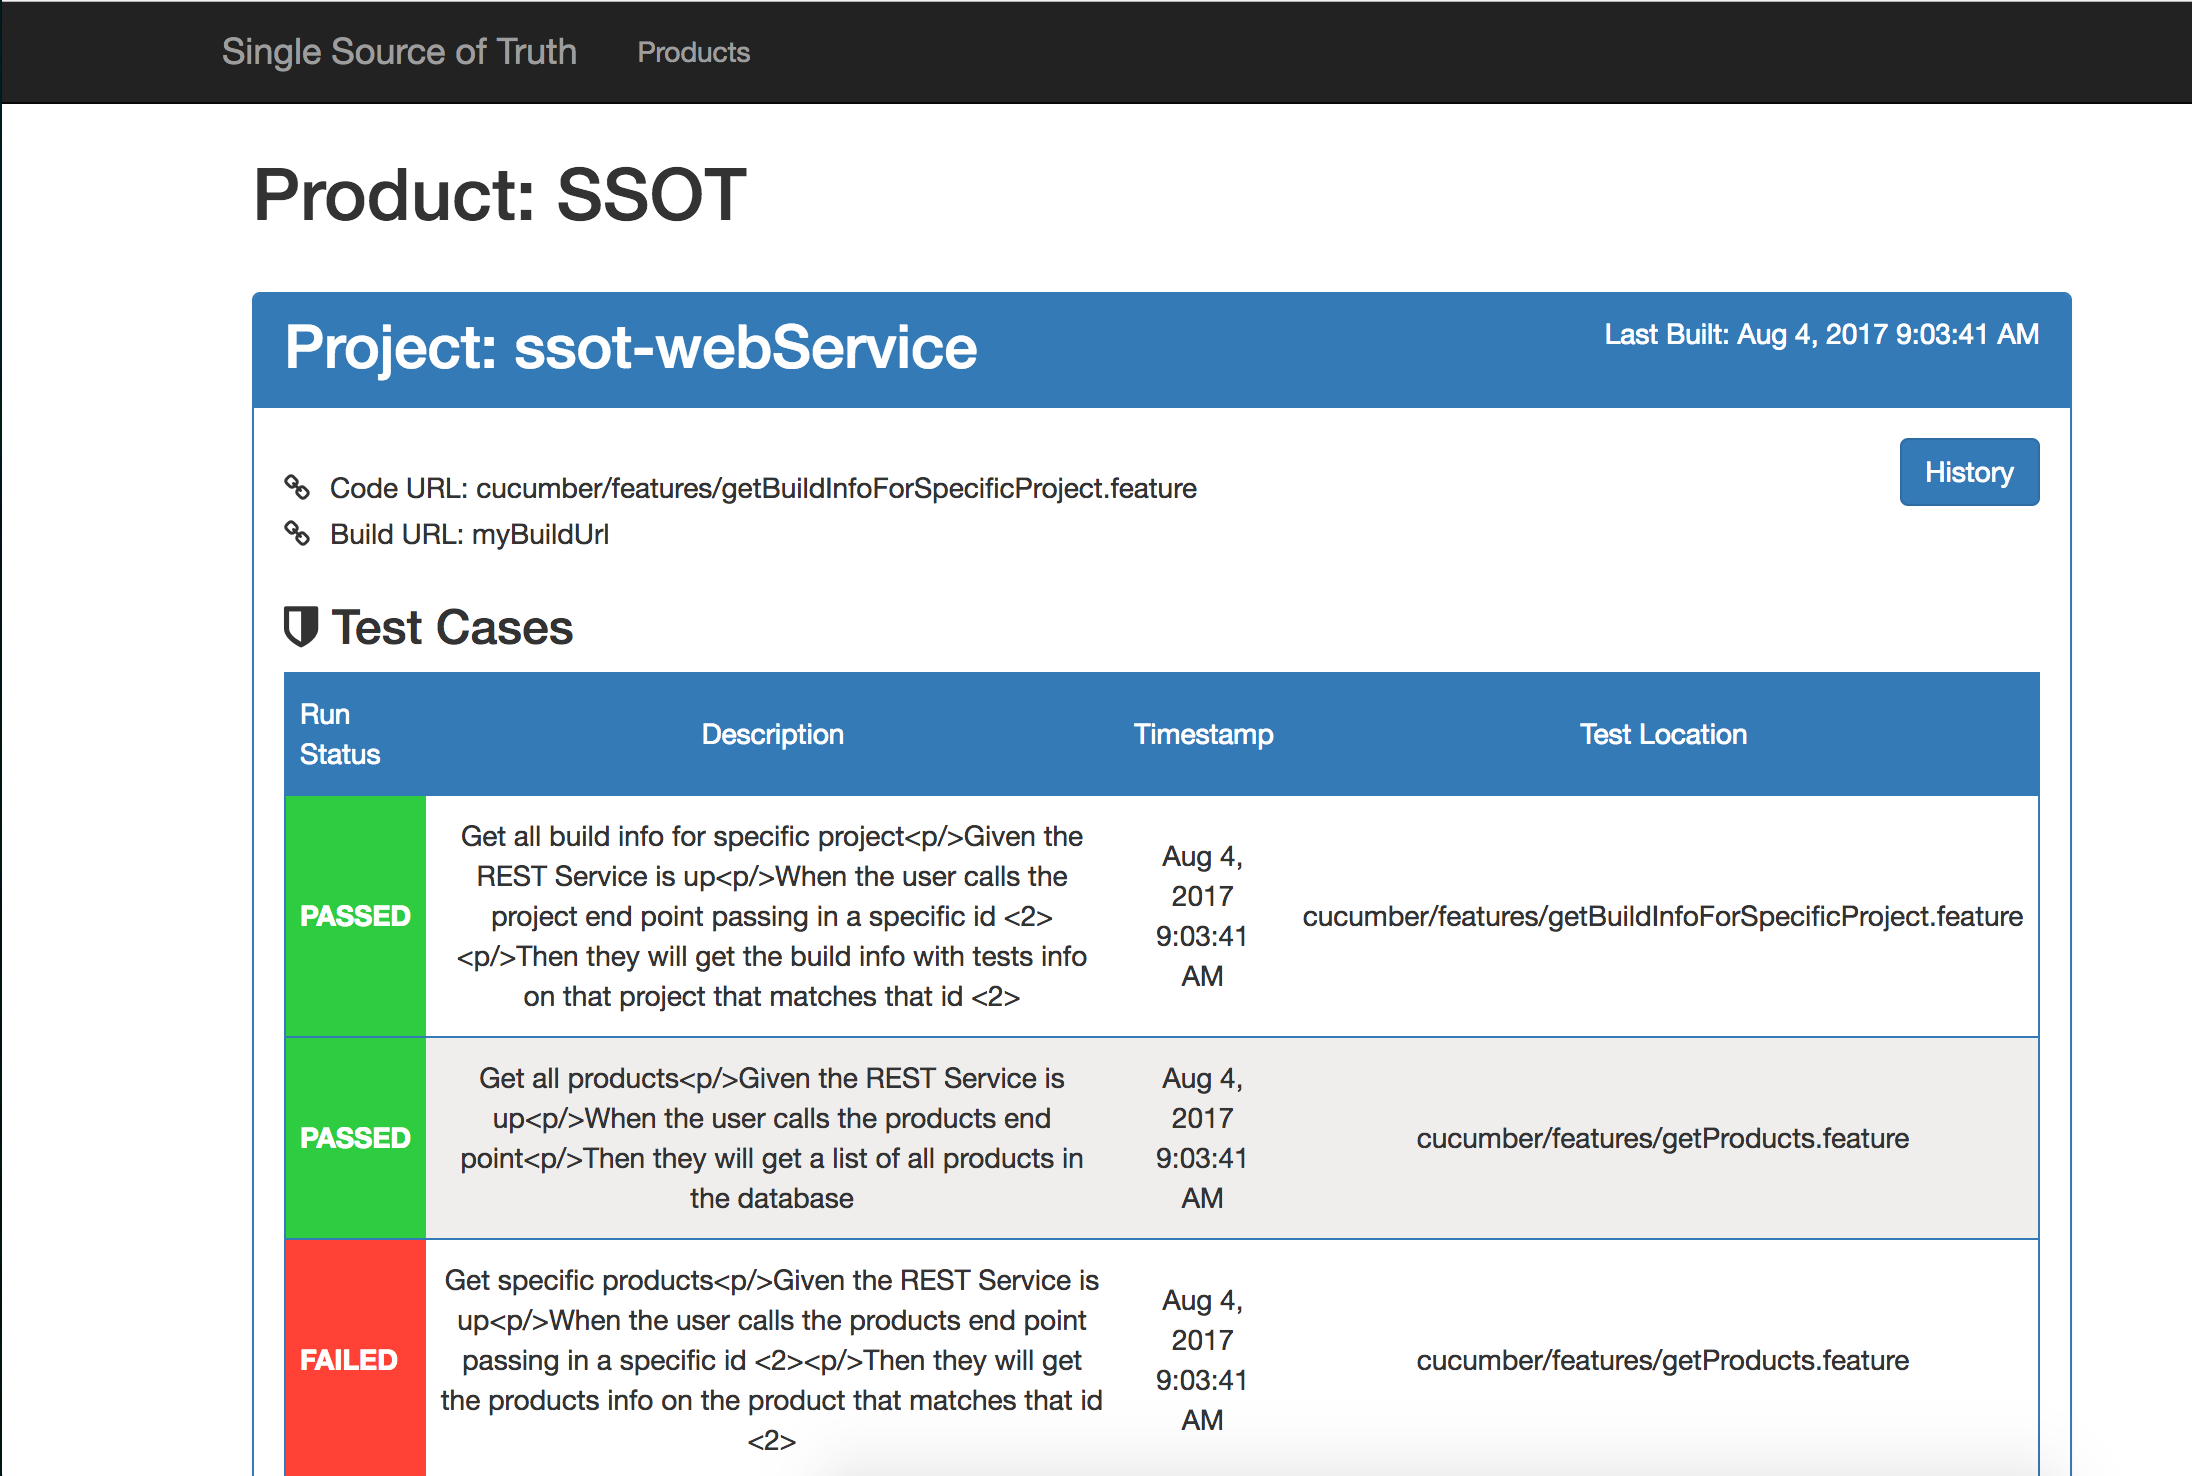 Single Source of Truth Products
Product: SSOT
Project: ssot-webService
Last Built: Aug 4, 2017 9:03:41 AM
History
Code URL: cucumber/features/getBuildInfoForSpecificProject.feature
Build URL: myBuildUrl
Test Cases
Run
Status
Description
Timestamp
Test Location
PASSED
Get all build info for specific project<p/>Given the
REST Service is up<p/>When the user calls the
project end point passing in a specific id <2>
<p/>Then they will get the build info with tests info
on that project that matches that id <2>
Aug 4,
2017
9:03:41
AM
cucumber/features/getBuildInfoForSpecificProject.feature
PASSED
Get all products<p/>Given the REST Service is
up<p/>When the user calls the products end
point<p/>Then they will get a list of all products in
the database
Aug 4,
2017
9:03:41
AM
cucumber/features/getProducts.feature
FAILED
Get specific products<p/>Given the REST Service is
up<p/>When the user calls the products end point
passing in a specific id <2><p/>Then they will get
the products info on the product that matches that id
<2>
Aug 4,
2017
9:03:41
AM
cucumber/features/getProducts.feature